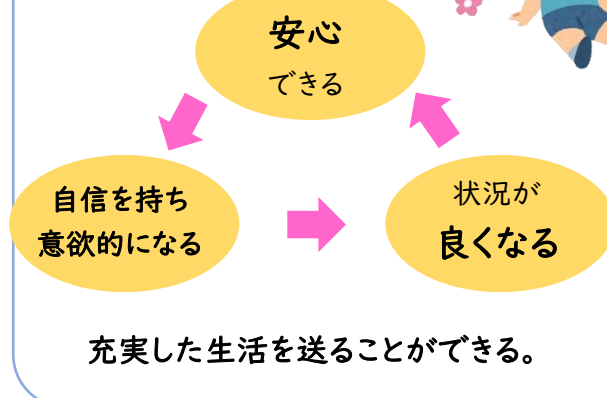 安心
できる
自信を持ち
意欲的になる
状況が
良くなる
充実した生活を送ることができる。